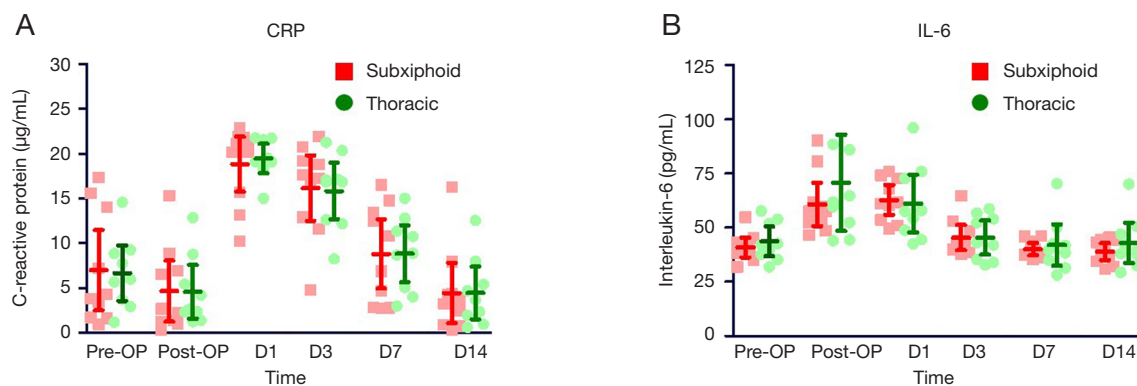 A
CRP
C-reactive protein (µg/mL)
30
25
20
15
10
5
0
Subxiphoid
Thoracic
Pre-OP Post-OP D1 D3 D7 D14
Time
B
IL-6
Interleukin-6 (pg/mL)
125
100
75
50
25
0
Subxiphoid
Thoracic
Pre-OP Post-OP D1 D3 D7 D14
Time